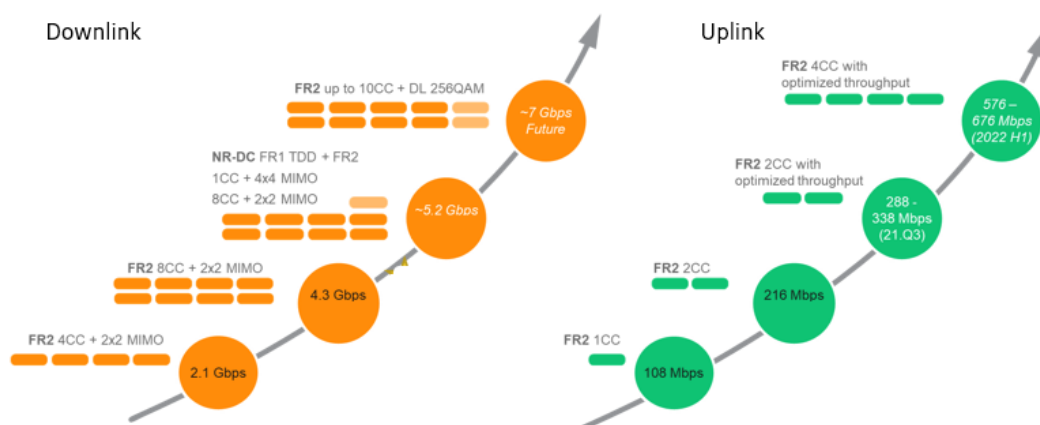 Downlink
FR2 up to 10CC + DL 256QAM
~7 Gbps
Future
NR-DC FR1 TDD + FR2
1CC + 4x4 MIMO
8CC + 2x2 MIMO
~5.2 Gbps
FR2 8CC + 2x2 MIMO
4.3 Gbps
FR2 4CC + 2x2 MIMO
2.1 Gbps
Uplink
FR2 4CC with
optimized throughput
576 –
676 Mbps
(2022 H1)
FR2 2CC with
optimized throughput
288 -
338 Mbps
(21.Q3)
FR2 2CC
216 Mbps
FR2 1CC
108 Mbps